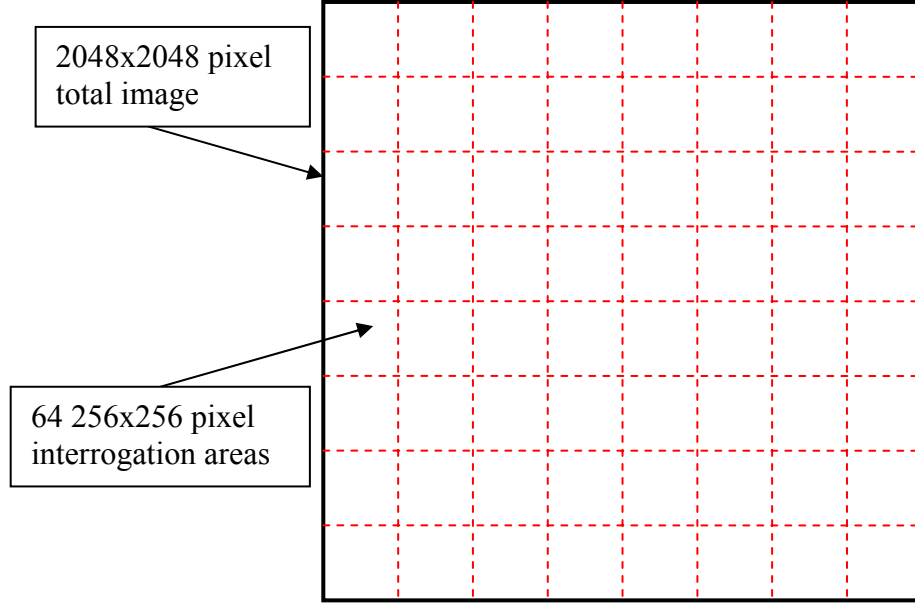 2048x2048 pixel
total image
64 256x256 pixel
interrogation areas